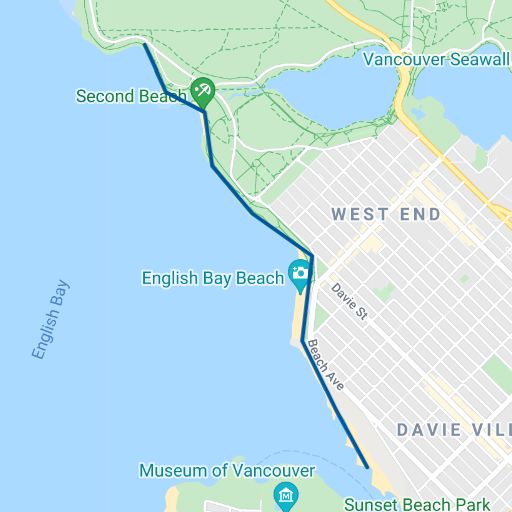 Vancouver Seawall
Second Beach
WEST END
English Bay Beach
Davie St
English Bay
Beach Ave
DAVIE VILL
Museum of Vancouver
Sunset Beach Park